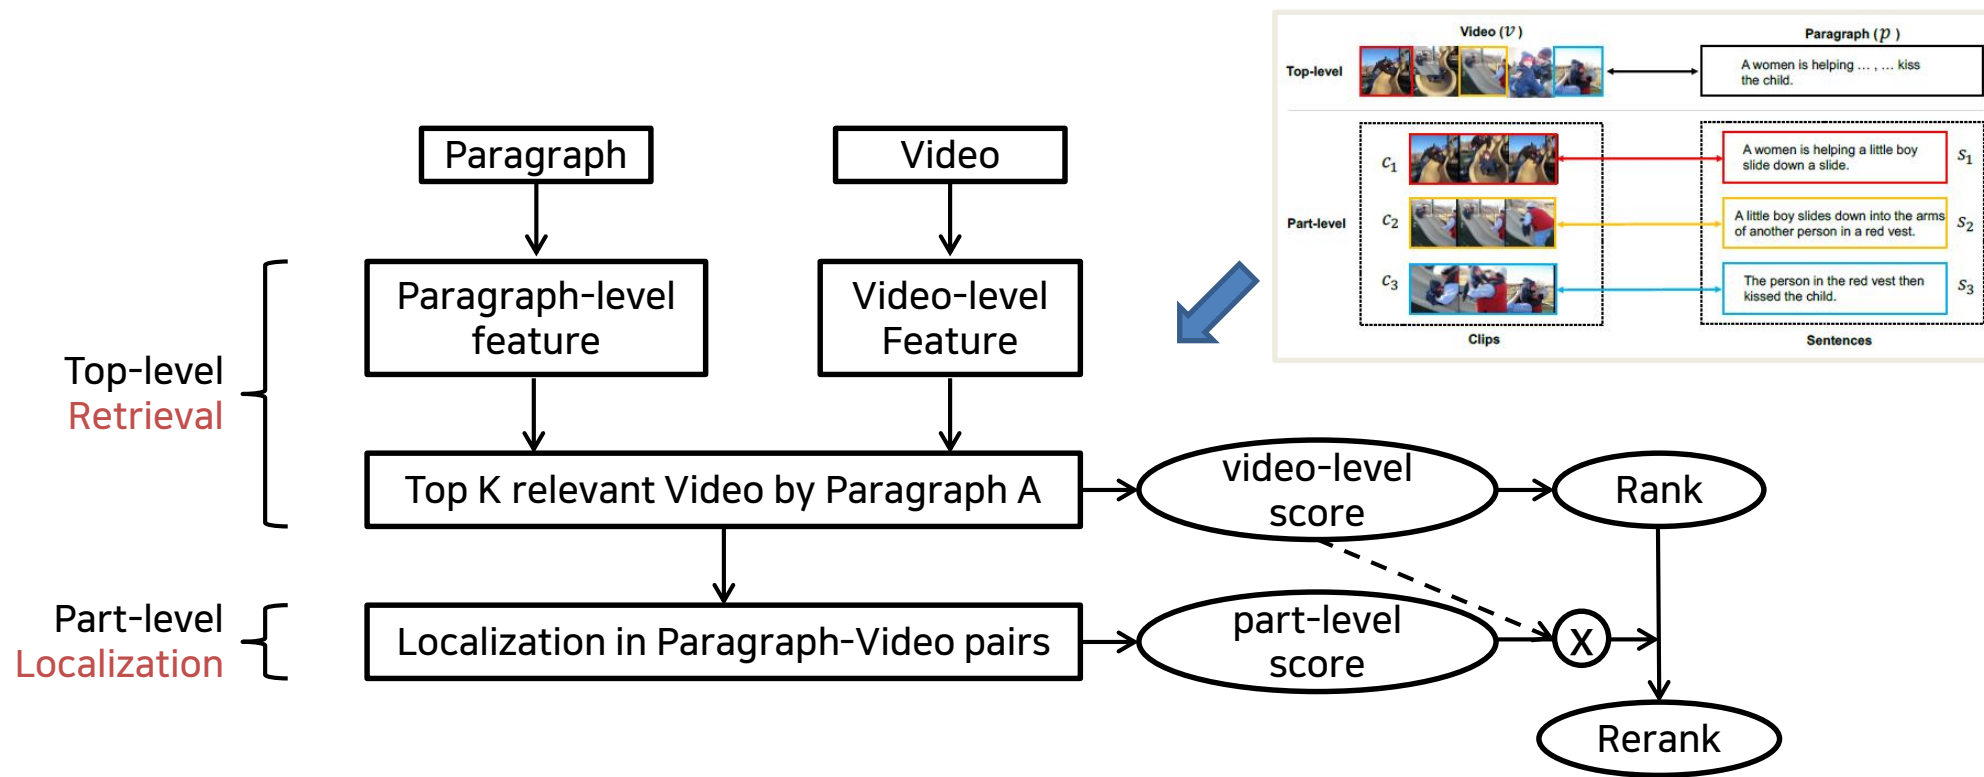 Video (v)
Paragraph (p )
Top-level
A women is helping … , … kiss
the child.
Part-level
c1
A women is helping a little boy
slide down a slide.
s1
c2
A little boy slides down into the arms
of another person in a red vest.
s2
c3
The person in the red vest then
kissed the child.
s3
Clips
Sentences
Paragraph
Video
Paragraph-level
feature
Video-level
Feature
Top-level
Retrieval
Top K relevant Video by Paragraph A
video-level
score
Rank
Part-level
Localization
Localization in Paragraph-Video pairs
part-level
score
X
Rerank